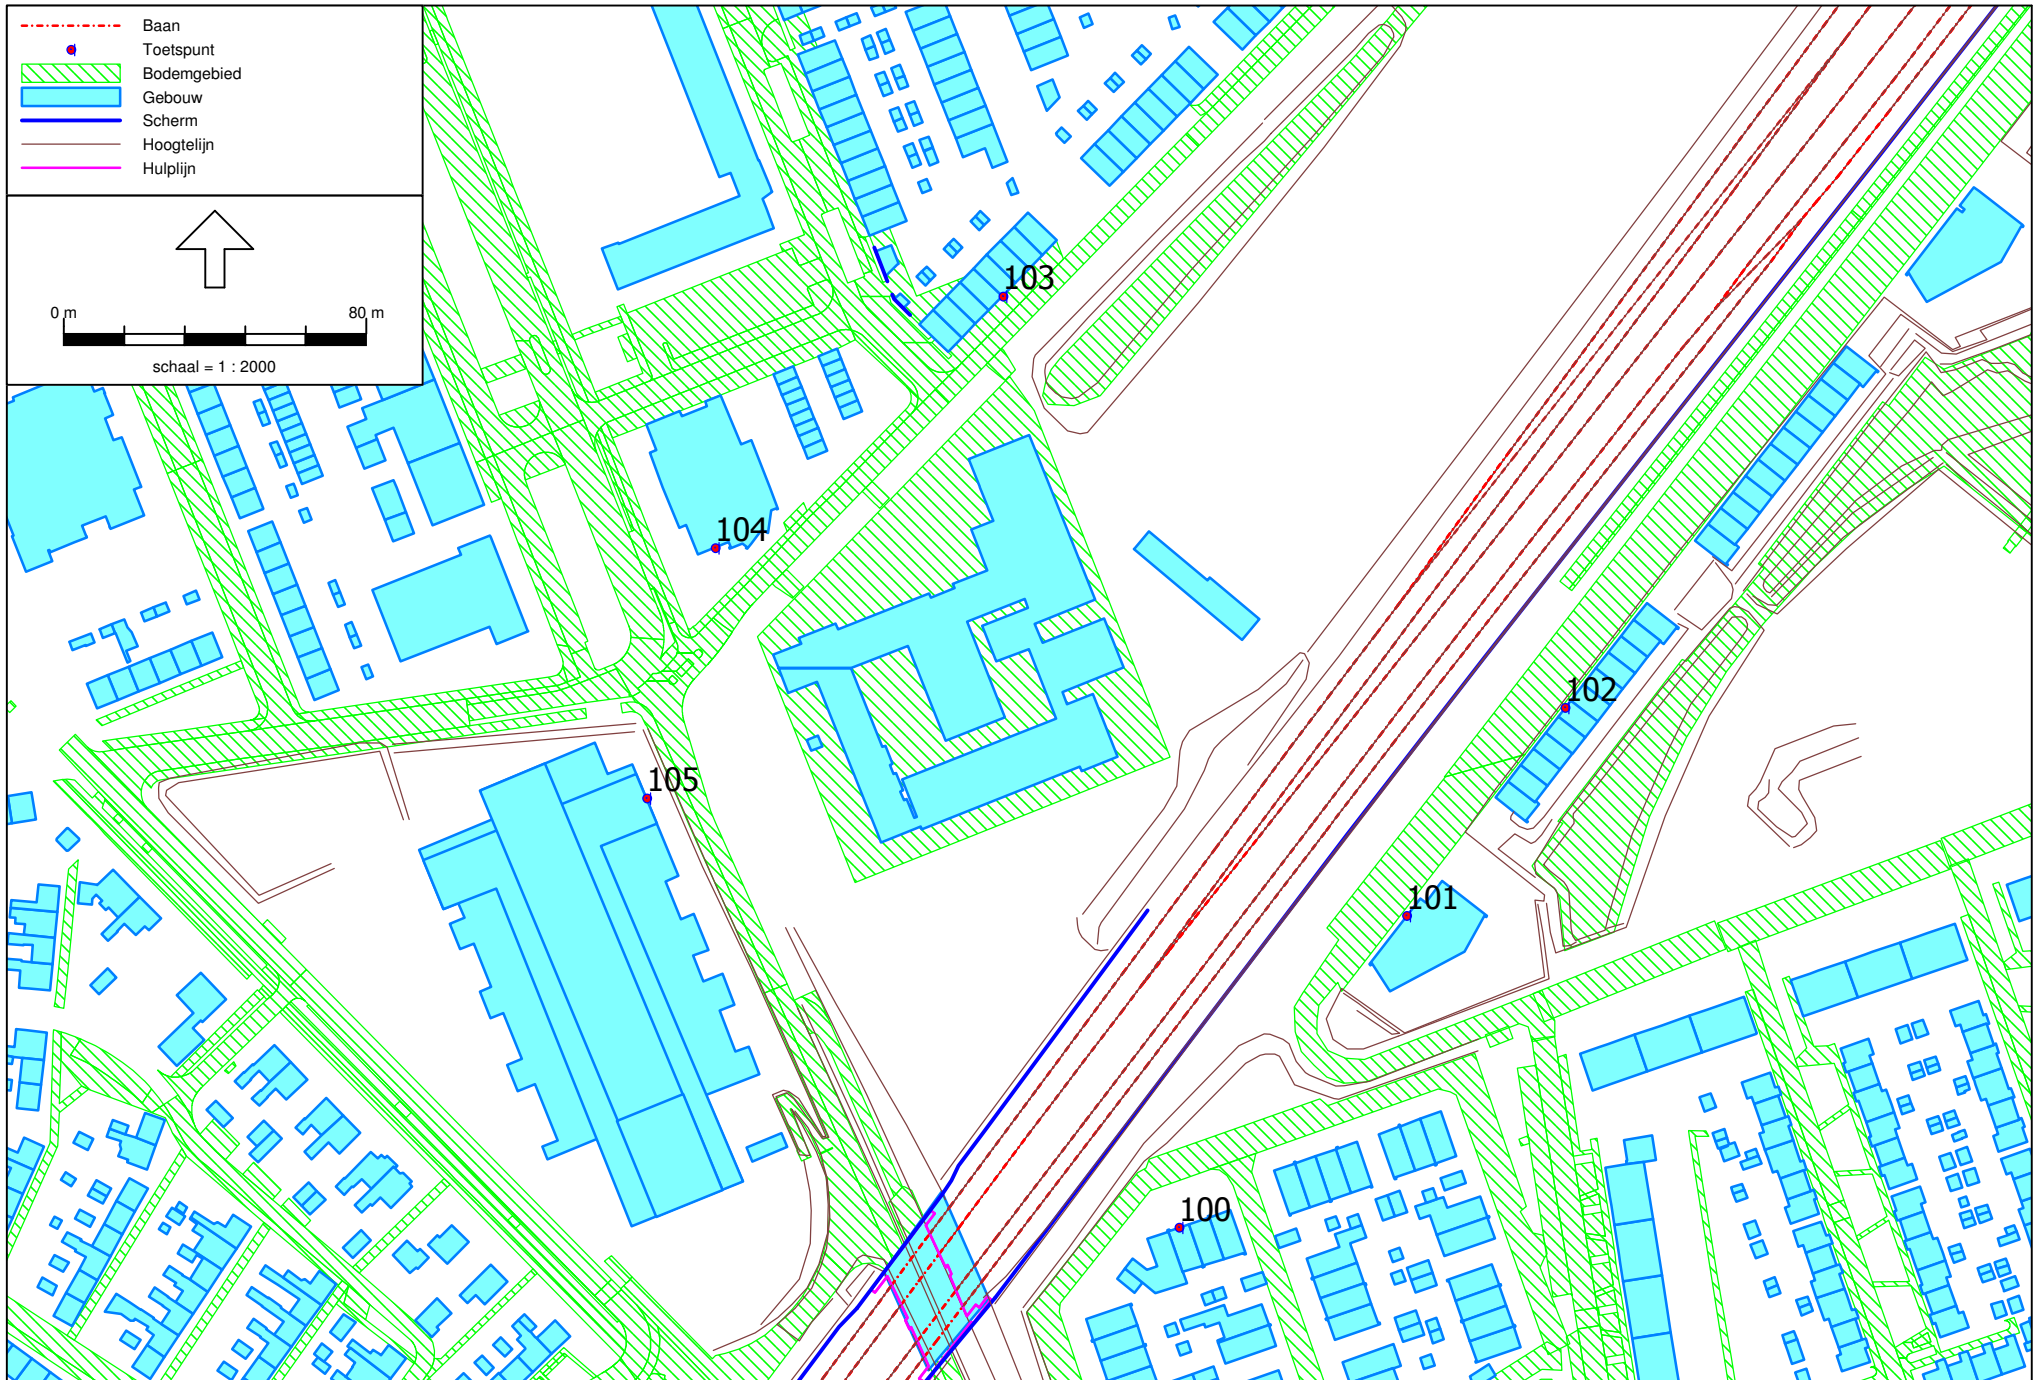 Baan
Toetspunt
Bodemgebied
Gebouw
Scherm
Hoogtelijn
Hulplijn
0 m 80 m
schaal = 1 : 2000
103
104
102
105
101
100